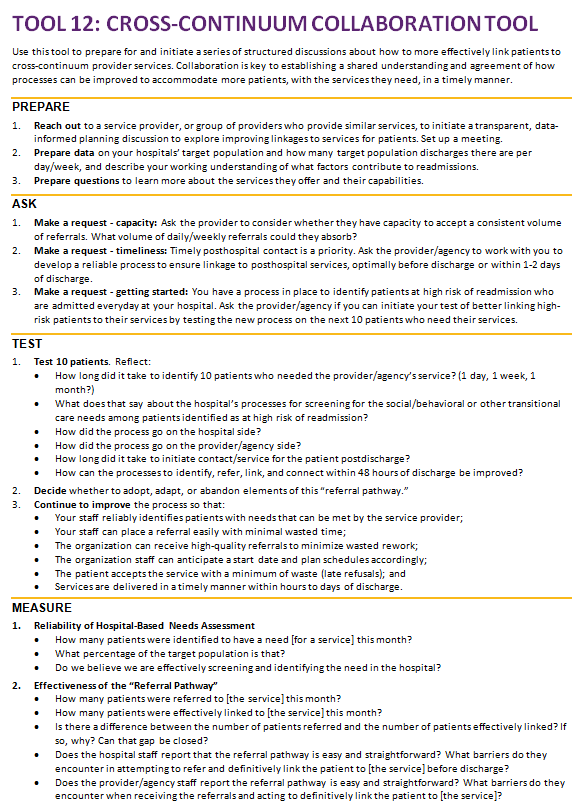 TOOL 12: CROSS-CONTINUUM COLLABORATION TOOL
Use this tool to prepare for and initiate a series of structured discussions about how to more effectively link patients to
cross-continuum provider services. Collaboration is key to establishing a shared understanding and agreement of how
processes can be improved to accommodate more patients, with the services they need, in a timely manner.
PREPARE
1. Reach out to a service provider, or group of providers who provide similar services, to initiate a transparent, data-
informed planning discussion to explore improving linkages to services for patients. Set up a meeting.
2. Prepare data on your hospitals' target population and how many target population discharges there are per
day/week, and describe your working understanding of what factors contribute to readmissions.
3. Prepare questions to learn more about the services they offer and their capabilities.
ASK
1. Make a request - capacity: Ask the provider to consider whether they have capacity to accept a consistent volume
of referrals. What volume of daily/weekly referrals could they absorb?
2. Make a request - timeliness: Timely posthospital contact is a priority. Ask the provider/agency to work with you to
develop a reliable process to ensure linkage to posthospital services, optimally before discharge or within 1-2 days
of discharge.
3. Make a request - getting started: You have a process in place to identify patients at high risk of readmission who
are admitted everyday at your hospital. Ask the provider/agency if you can initiate your test of better linking high-
risk patients to their services by testing the new process on the next 10 patients who need their services.
TEST
1. Test 10 patients. Reflect:
• How long did it take to identify 10 patients who needed the provider/agency's service? (1 day, 1 week, 1
month?)
• What does that say about the hospital's processes for screening for the social/behavioral or other transitional
care needs among patients identified as at high risk of readmission?
• How did the process go on the hospital side?
• How did the process go on the provider/agency side?
• How long did it take to initiate contact/service for the patient postdischarge?
• How can the processes to identify, refer, link, and connect within 48 hours of discharge be improved?
2. Decide whether to adopt, adapt, or abandon elements of this "referral pathway."
3. Continue to improve the process so that:
• Your staff reliably identifies patients with needs that can be met by the service provider;
• Your staff can place a referral easily with minimal wasted time;
• The organization can receive high-quality referrals to minimize wasted rework;
• The organization staff can anticipate a start date and plan schedules accordingly;
• The patient accepts the service with a minimum of waste (late refusals); and
• Services are delivered in a timely manner within hours to days of discharge.
MEASURE
1. Reliability of Hospital-Based Needs Assessment
• How many patients were identified to have a need [for a service] this month?
• What percentage of the target population is that?
• Do we believe we are effectively screening and identifying the need in the hospital?
2. Effectiveness of the "Referral Pathway"
• How many patients were referred to [the service] this month?
• How many patients were effectively linked to [the service] this month?
• Is there a difference between the number of patients referred and the number of patients effectively linked? If
so, why? Can that gap be closed?
• Does the hospital staff report that the referral pathway is easy and straightforward? What barriers do they
encounter in attempting to refer and definitively link the patient to [the service] before discharge?
• Does the provider/agency staff report the referral pathway is easy and straightforward? What barriers do they
encounter when receiving the referrals and acting to definitively link the patient to [the service]?